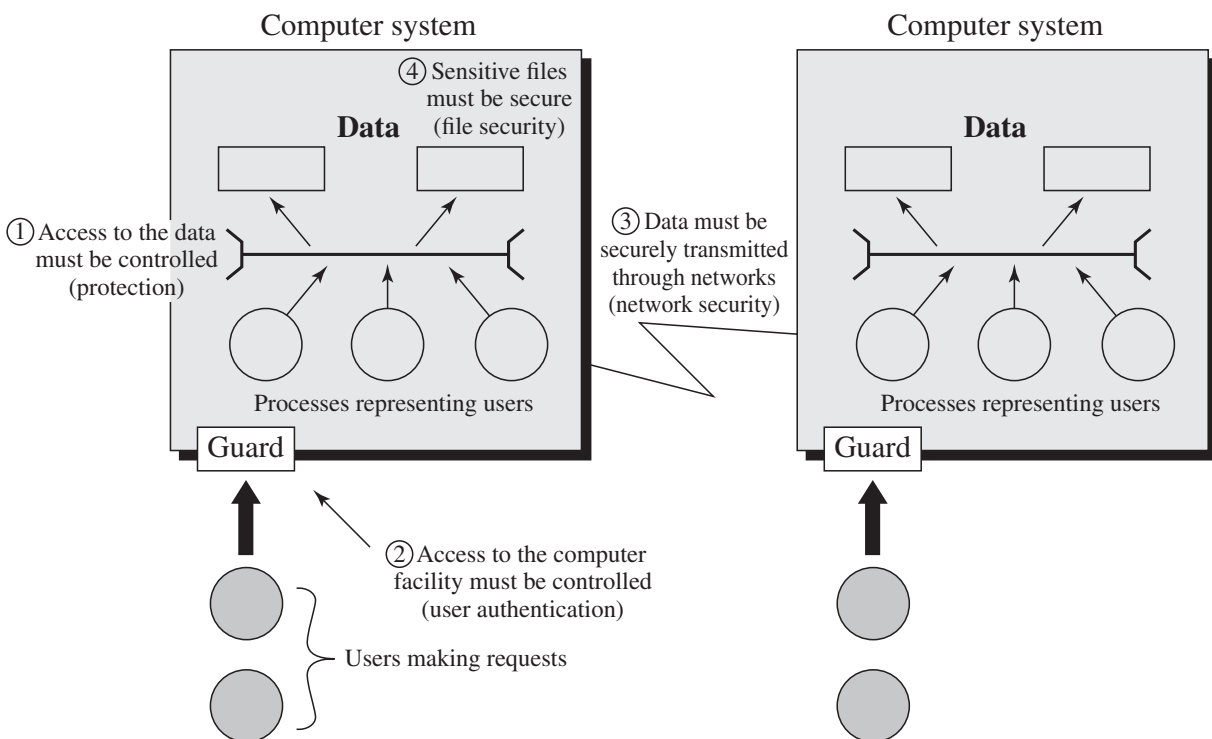 Computer system
④ Sensitive files
must be secure
(file security)
Data
① Access to the data
must be controlled
(protection)
Processes representing users
Guard
② Access to the computer
facility must be controlled
(user authentication)
Users making requests
③ Data must be
securely transmitted
through networks
(network security)
Computer system
Data
Processes representing users
Guard